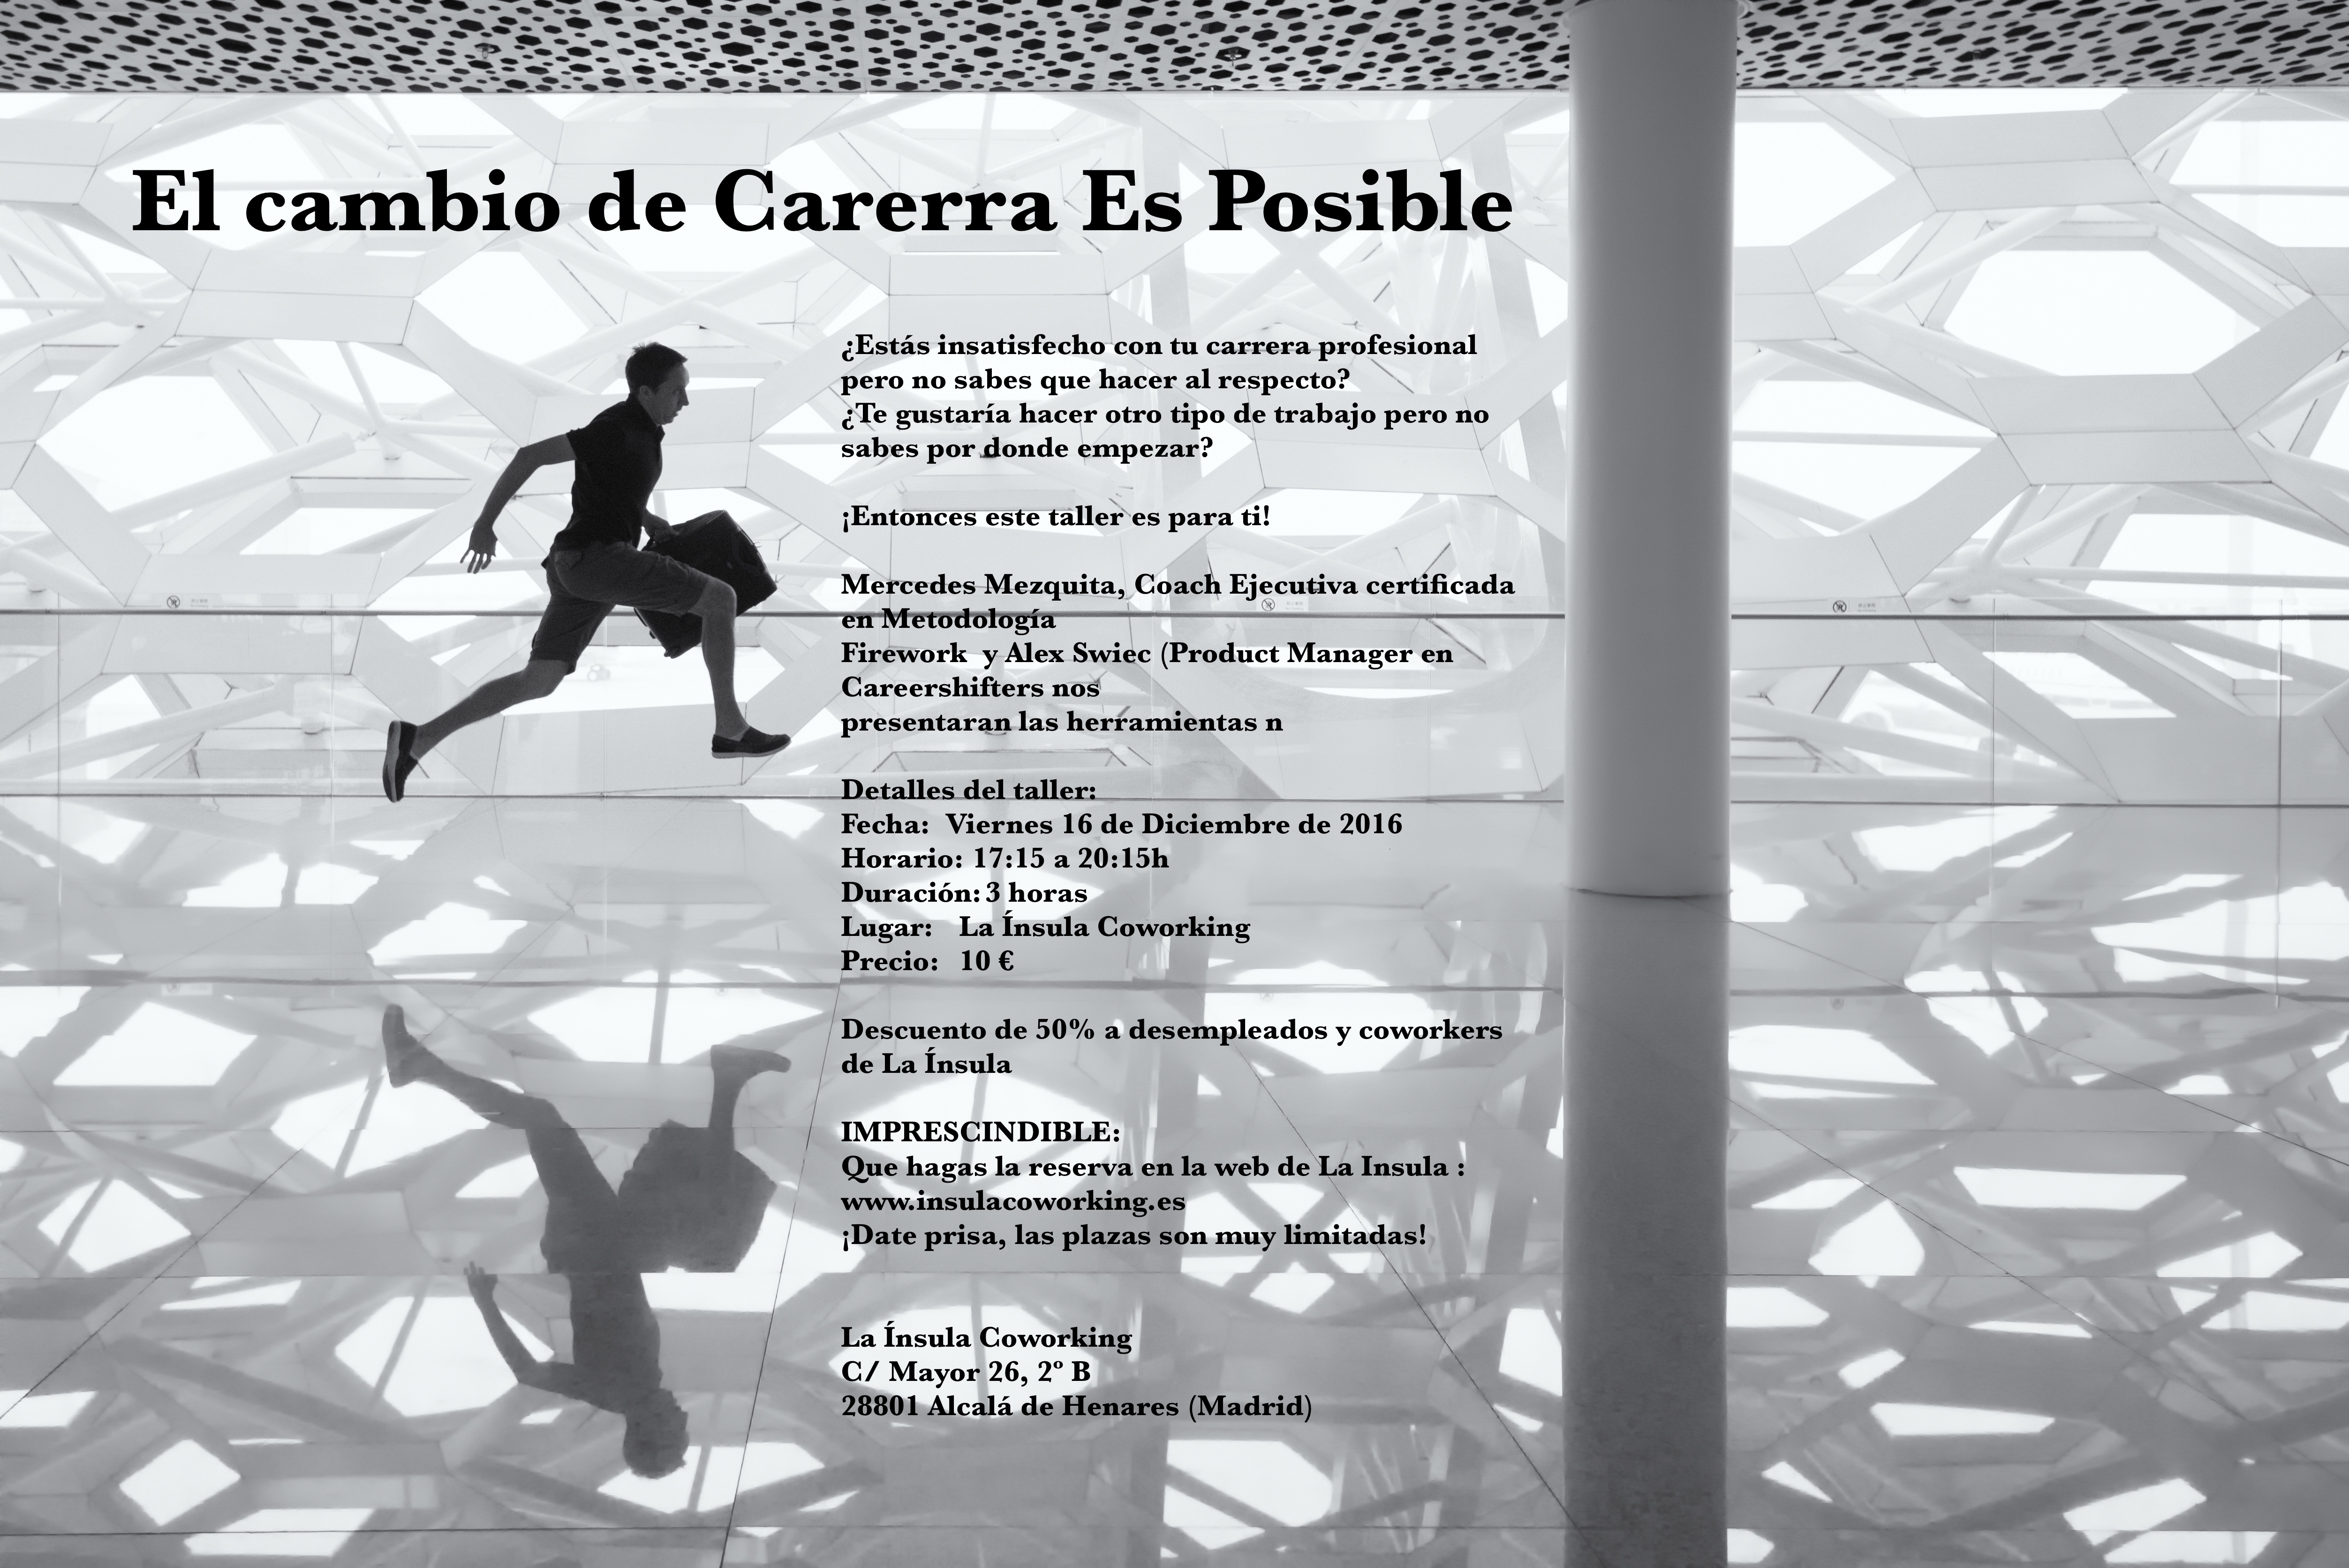 El cambio de Carerra Es Posible
¿Estás insatisfecho con tu carrera profesional
pero no sabes que hacer al respecto?
¿Te gustaría hacer otro tipo de trabajo pero no
sabes por donde empezar?
¡Entonces este taller es para ti!
Mercedes Mezquita, Coach Ejecutiva certificada
en Metodología
Firework  y Alex Swiec (Product Manager en
Careershifters nos
presentaran las herramientas n
Detalles del taller:
Fecha:  Viernes 16 de Diciembre de 2016
Horario: 17:15 a 20:15h
Duración: 3 horas
Lugar:   La Ínsula Coworking
Precio:  10 €
Descuento de 50% a desempleados y coworkers
de La Ínsula
IMPRESCINDIBLE:
Que hagas la reserva en la web de La Insula :
www.insulacoworking.es
¡Date prisa, las plazas son muy limitadas!
La Ínsula Coworking
C/ Mayor 26, 2º B
28801 Alcalá de Henares (Madrid)